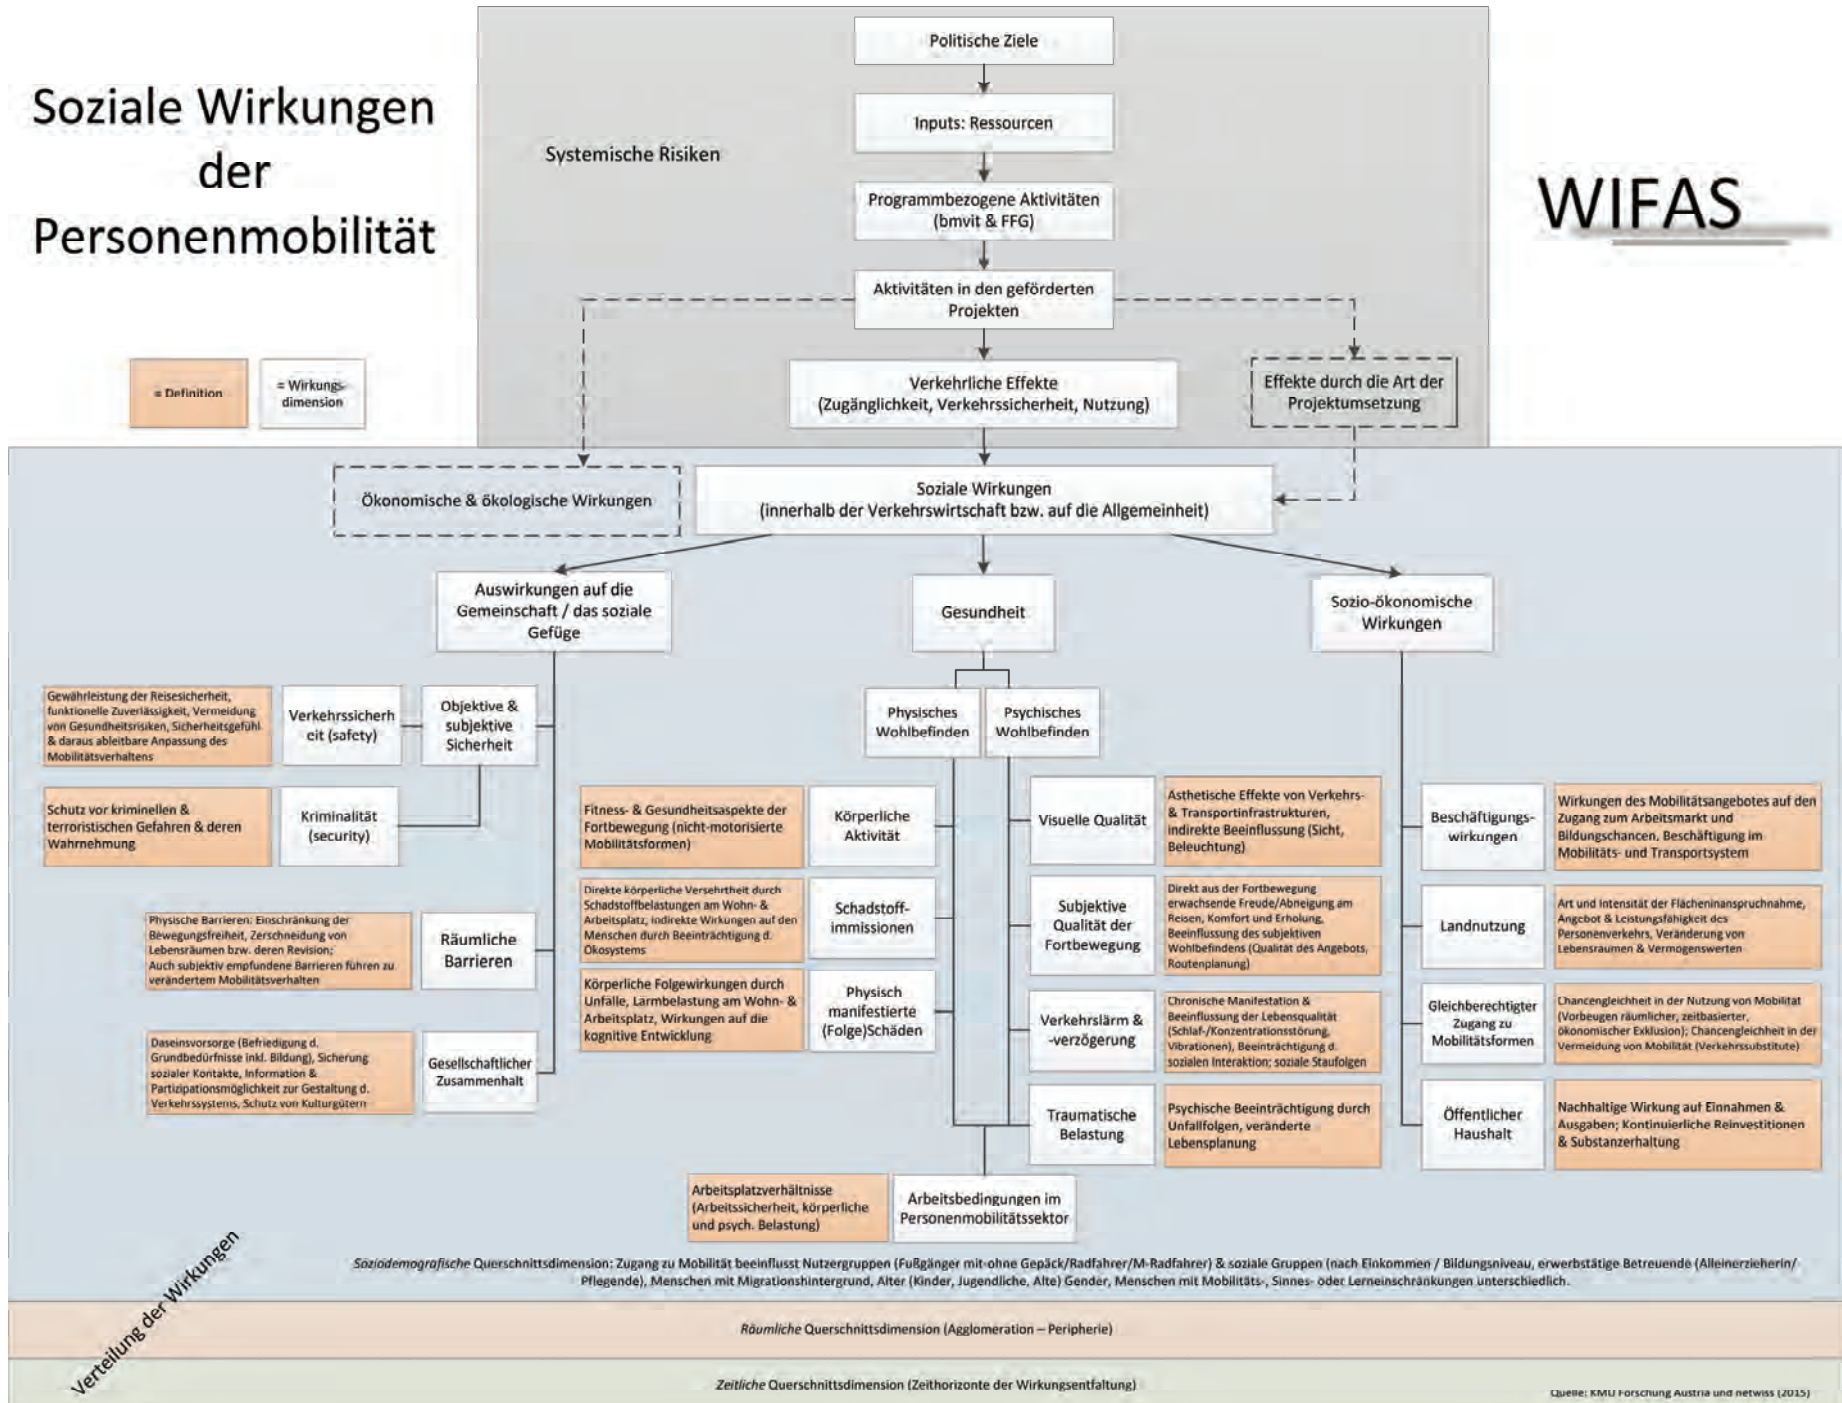 Soziale Wirkungen
der
Personenmobilität
WIFAS
Systemische Risiken
Politische Ziele
Inputs: Ressourcen
Programmbezogene Aktivitäten
(bmvit & FFG)
Aktivitäten in den geförderten
Projekten
Verkehrliche Effekte
(Zugänglichkeit, Verkehrssicherheit, Nutzung)
Effekte durch die Art der
Projektumsetzung
= Definition
= Wirkungs-
dimension
Ökonomische & ökologische Wirkungen
Soziale Wirkungen
(innerhalb der Verkehrswirtschaft bzw. auf die Allgemeinheit)
Auswirkungen auf die
Gemeinschaft / das soziale
Gefüge
Gesundheit
Sozio-ökonomische
Wirkungen
Gewährleistung der Reisesicherheit,
funktionelle Zuverlässigkeit, Vermeidung
von Gesundheitsrisiken, Sicherheitsgefühl
& daraus ableitbare Anpassung des
Mobilitätsverhaltens
Verkehrssicherh
eit (safety)
Objektive &
subjektive
Sicherheit
Schutz vor kriminellen &
terroristischen Gefahren & deren
Wahrnehmung
Kriminalität
(security)
Physische Barrieren: Einschränkung der
Bewegungsfreiheit, Zerschneidung von
Lebensräumen bzw. deren Revision;
Auch subjektiv empfundene Barrieren führen zu
verändertem Mobilitätsverhalten
Räumliche
Barrieren
Daseinsvorsorge (Befriedigung d.
Grundbedürfnisse inkl. Bildung), Sicherung
sozialer Kontakte, Information &
Partizipationsmöglichkeit zur Gestaltung d.
Verkehrssystems, Schutz von Kulturgütern
Gesellschaftlicher
Zusammenhalt
Physisches
Wohlbefinden
Psychisches
Wohlbefinden
Fitness- & Gesundheitsaspekte der
Fortbewegung (nicht-motorisierte
Mobilitätsformen)
Körperliche
Aktivität
Direkte körperliche Versehrtheit durch
Schadstoffbelastungen am Wohn- &
Arbeitsplatz, indirekte Wirkungen auf den
Menschen durch Beeinträchtigung d.
Ökosystems
Schadstoff-
immissionen
Körperliche Folgewirkungen durch
Unfälle, Lärmbelastung am Wohn- &
Arbeitsplatz, Wirkungen auf die
kognitive Entwicklung
Physisch
manifestierte
(Folge)Schäden
Visuelle Qualität
Ästhetische Effekte von Verkehrs-
& Transportinfrastrukturen,
indirekte Beeinflussung (Sicht,
Beleuchtung)
Subjektive
Qualität der
Fortbewegung
Direkt aus der Fortbewegung
erwachsende Freude/Abneigung am
Reisen, Komfort und Erholung,
Beeinflussung des subjektiven
Wohlbefindens (Qualität des Angebots,
Routenplanung)
Verkehrslärm &
-verzögerung
Chronische Manifestation &
Beeinflussung der Lebensqualität
(Schlaf-/Konzentrationsstörung,
Vibrationen), Beeinträchtigung d.
sozialen Interaktion; soziale Staufolgen
Traumatische
Belastung
Psychische Beeinträchtigung durch
Unfallfolgen, veränderte
Lebensplanung
Arbeitsplatzverhältnisse
(Arbeitssicherheit, körperliche
und psych. Belastung)
Arbeitsbedingungen im
Personenmobilitätssektor
Beschäftigungs-
wirkungen
Wirkungen des Mobilitätsangebotes auf den
Zugang zum Arbeitsmarkt und
Bildungschancen, Beschäftigung im
Mobilitäts- und Transportsystem
Landnutzung
Art und Intensität der Flächeninanspruchnahme,
Angebot & Leistungsfähigkeit des
Personenverkehrs, Veränderung von
Lebensräumen & Vermögenswerten
Gleichberechtigter
Zugang zu
Mobilitätsformen
Chancengleichheit in der Nutzung von Mobilität
(Vorbeugen räumlicher, zeitbasierter,
ökonomischer Exklusion); Chancengleichheit in der
Vermeidung von Mobilität (Verkehrssubstitute)
Öffentlicher
Haushalt
Nachhaltige Wirkung auf Einnahmen &
Ausgaben; Kontinuierliche Reinvestitionen
& Substanzerhaltung
Verteilung der Wirkungen
Soziodemografische Querschnittsdimension: Zugang zu Mobilität beeinflusst Nutzergruppen (Fußgänger mit-ohne Gepäck/Radfahrer/M-Radfahrer) & soziale Gruppen (nach Einkommen / Bildungsniveau, erwerbstätige Betreuende (AlleinerzieherIn/
Pflegende), Menschen mit Migrationshintergrund, Alter (Kinder, Jugendliche, Alte) Gender, Menschen mit Mobilitäts-, Sinnes- oder Lerneinschränkungen unterschiedlich.
Räumliche Querschnittsdimension (Agglomeration – Peripherie)
Zeitliche Querschnittsdimension (Zeithorizonte der Wirkungsentfaltung)
Quelle: KMU Forschung Austria und netwiss (2015)